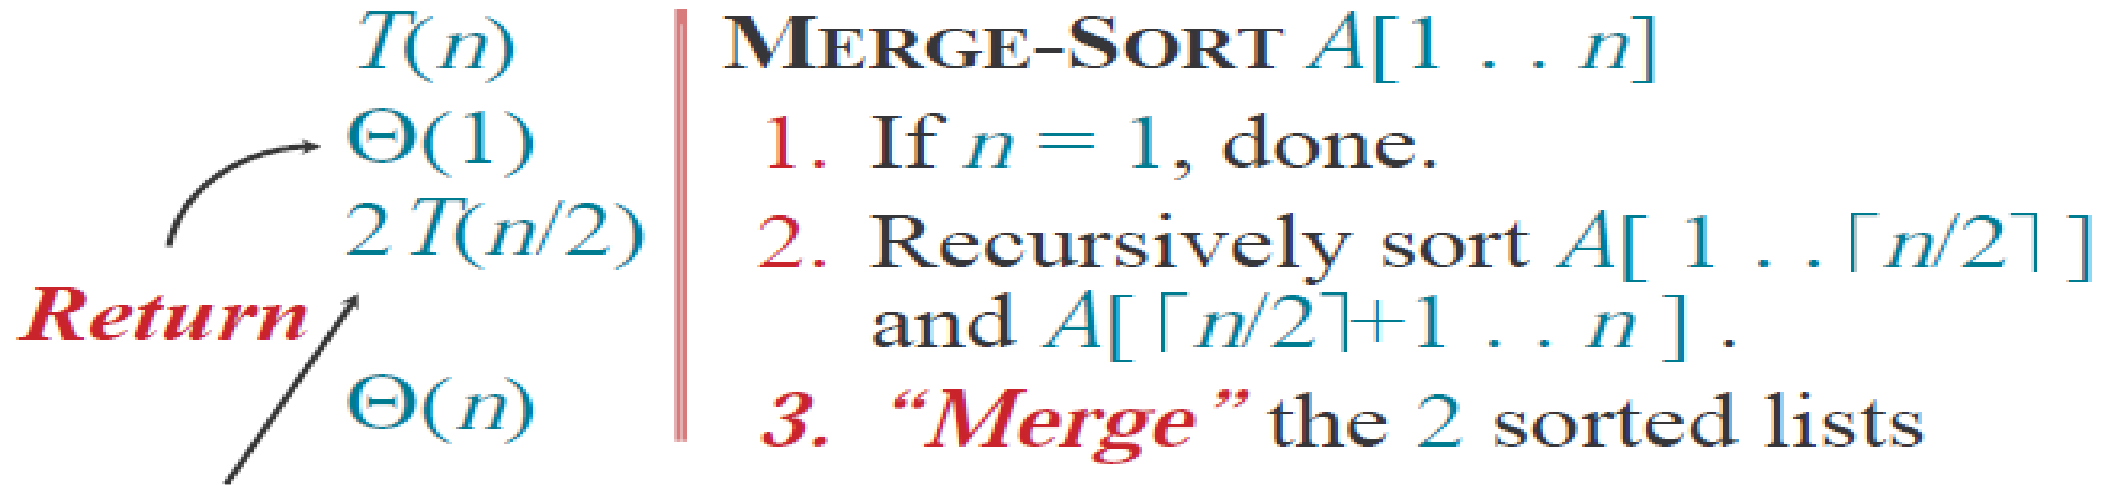 T(n) MERGE-SORT A[1 . . n]
Θ(1) 1. If n = 1, done.
2T(n/2) 2. Recursively sort A[ 1 . . ⌈n/2⌉ ]
Return and A[ ⌈n/2⌉+1 . . n ] .
Θ(n) 3. “Merge” the 2 sorted lists